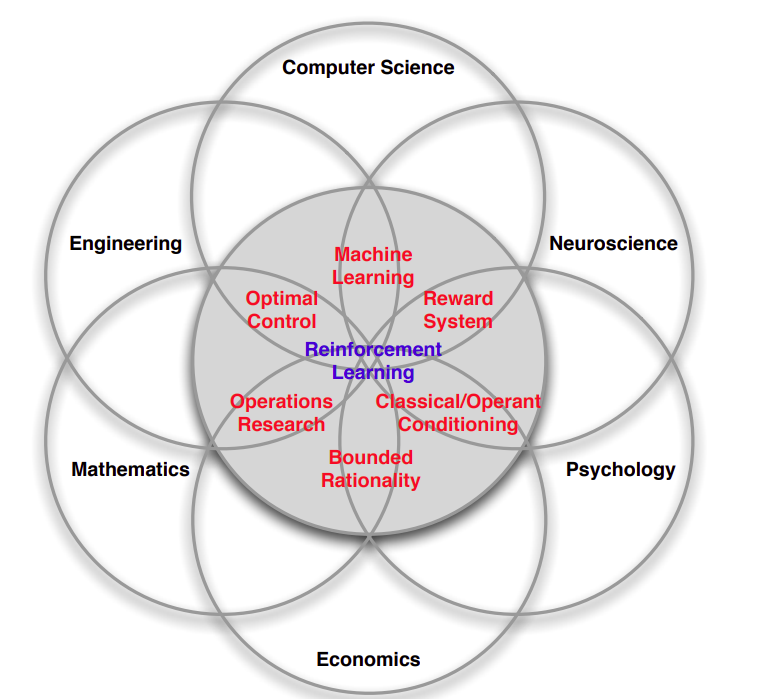 Computer Science
Engineering
Neuroscience
Machine
Learning
Optimal
Control
Reward
System
Reinforcement
Learning
Operations
Research
Classical/Operant
Conditioning
Bounded
Rationality
Mathematics
Psychology
Economics